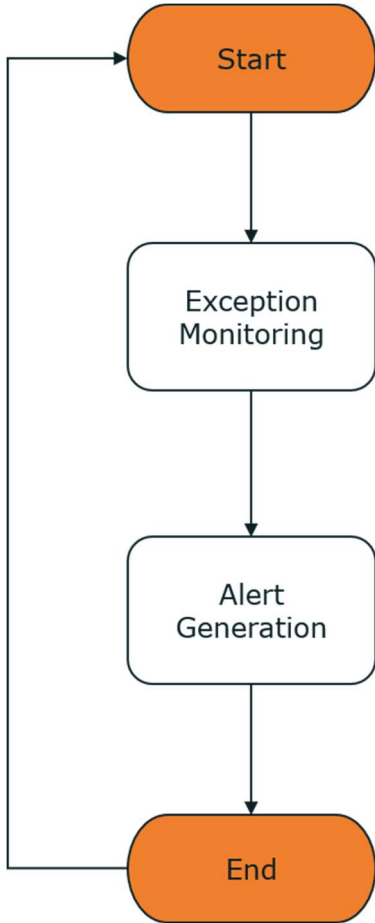 Start
Exception
Monitoring
Alert
Generation
End